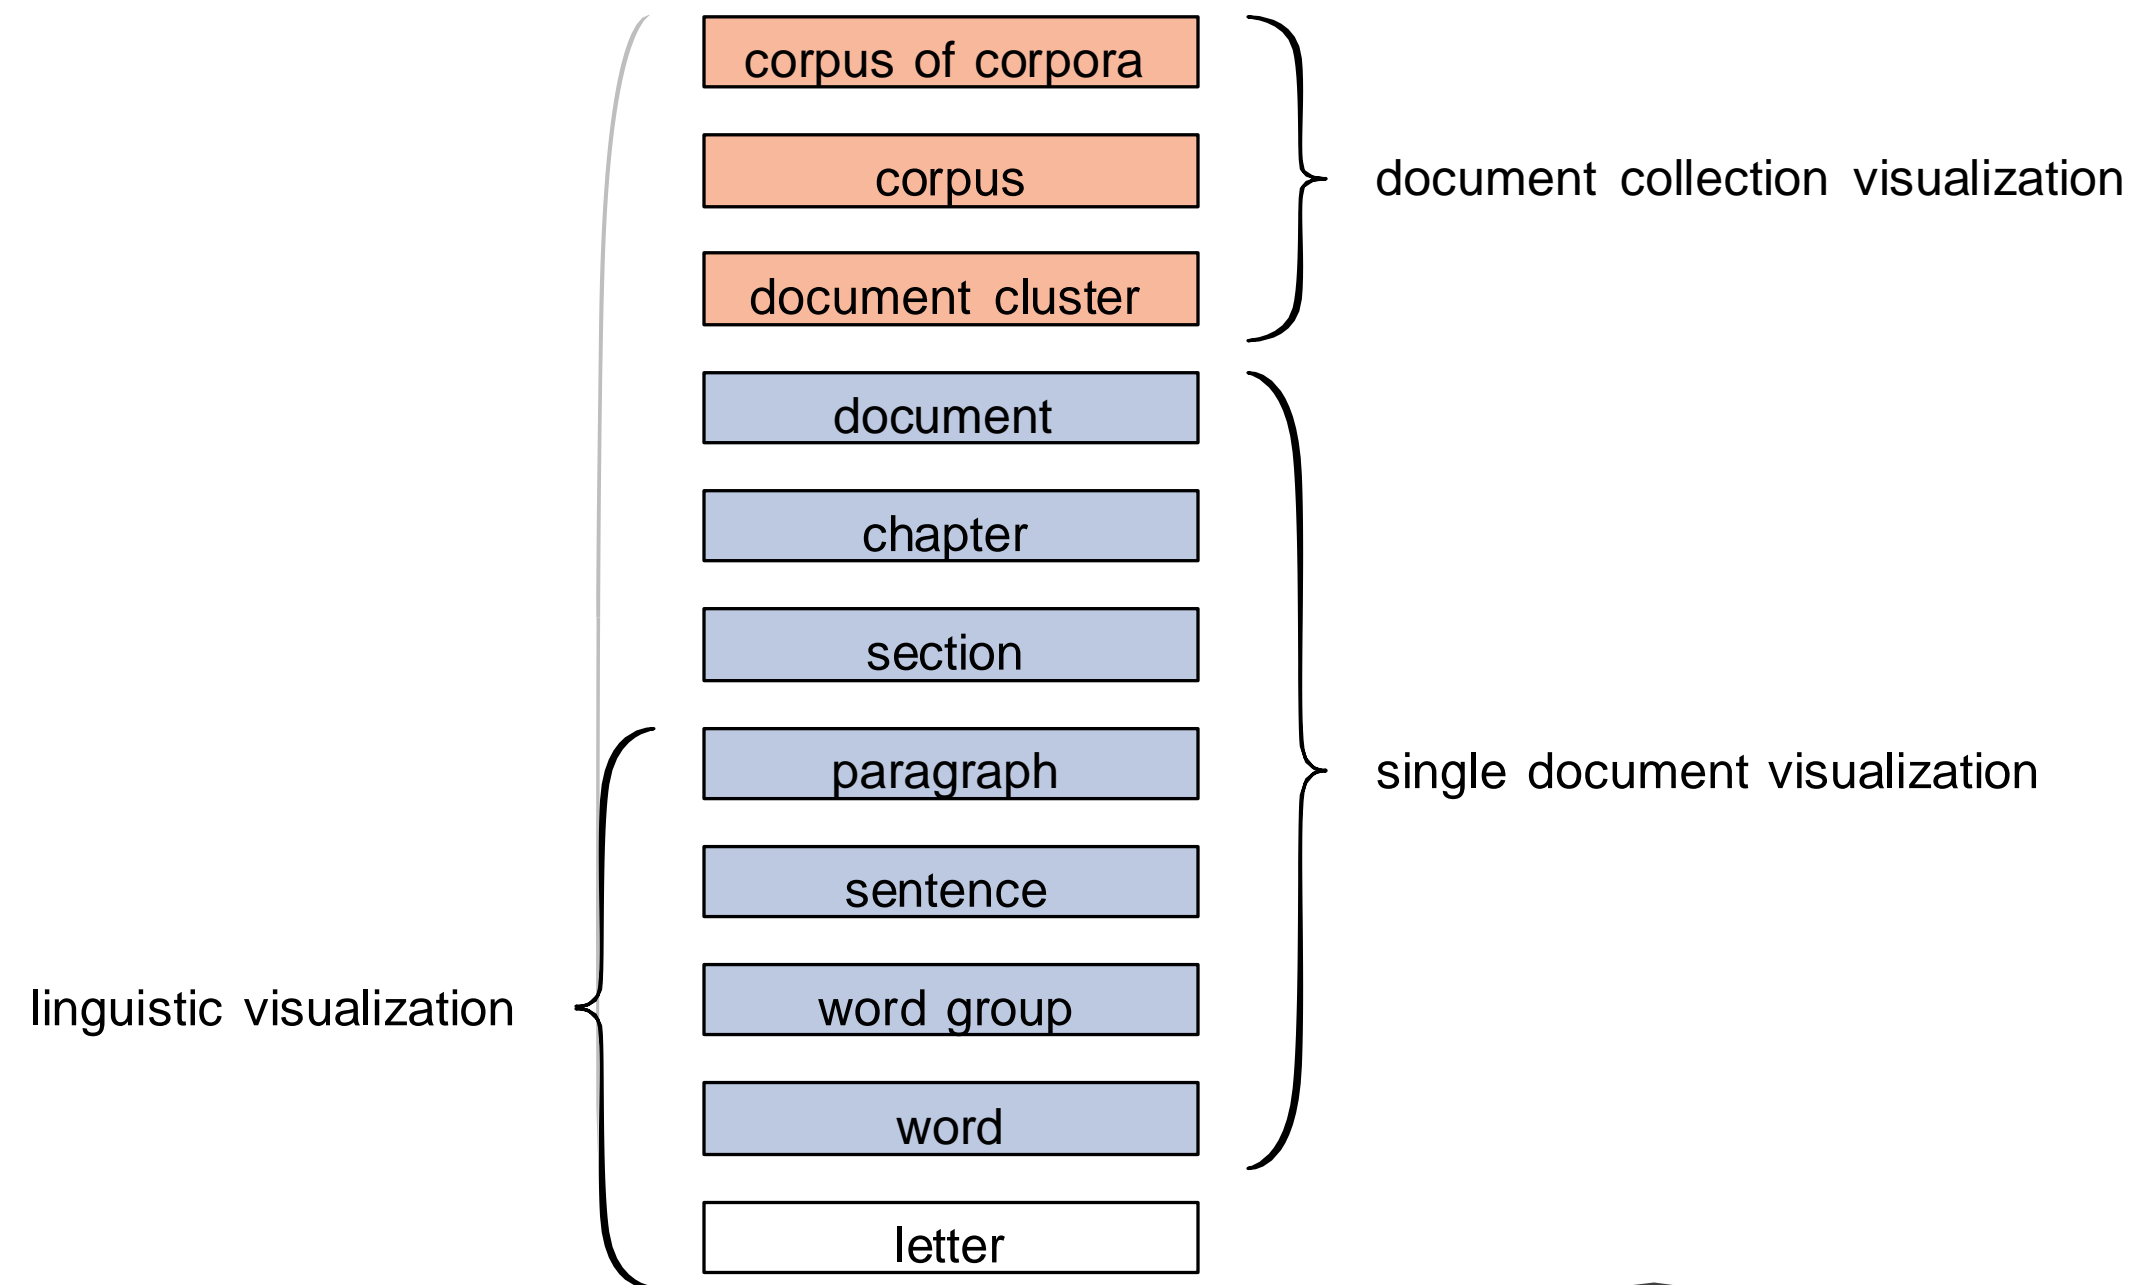 corpus of corpora
corpus
document collection visualization
document cluster
document
chapter
section
paragraph
single document visualization
sentence
word group
linguistic visualization
word
letter